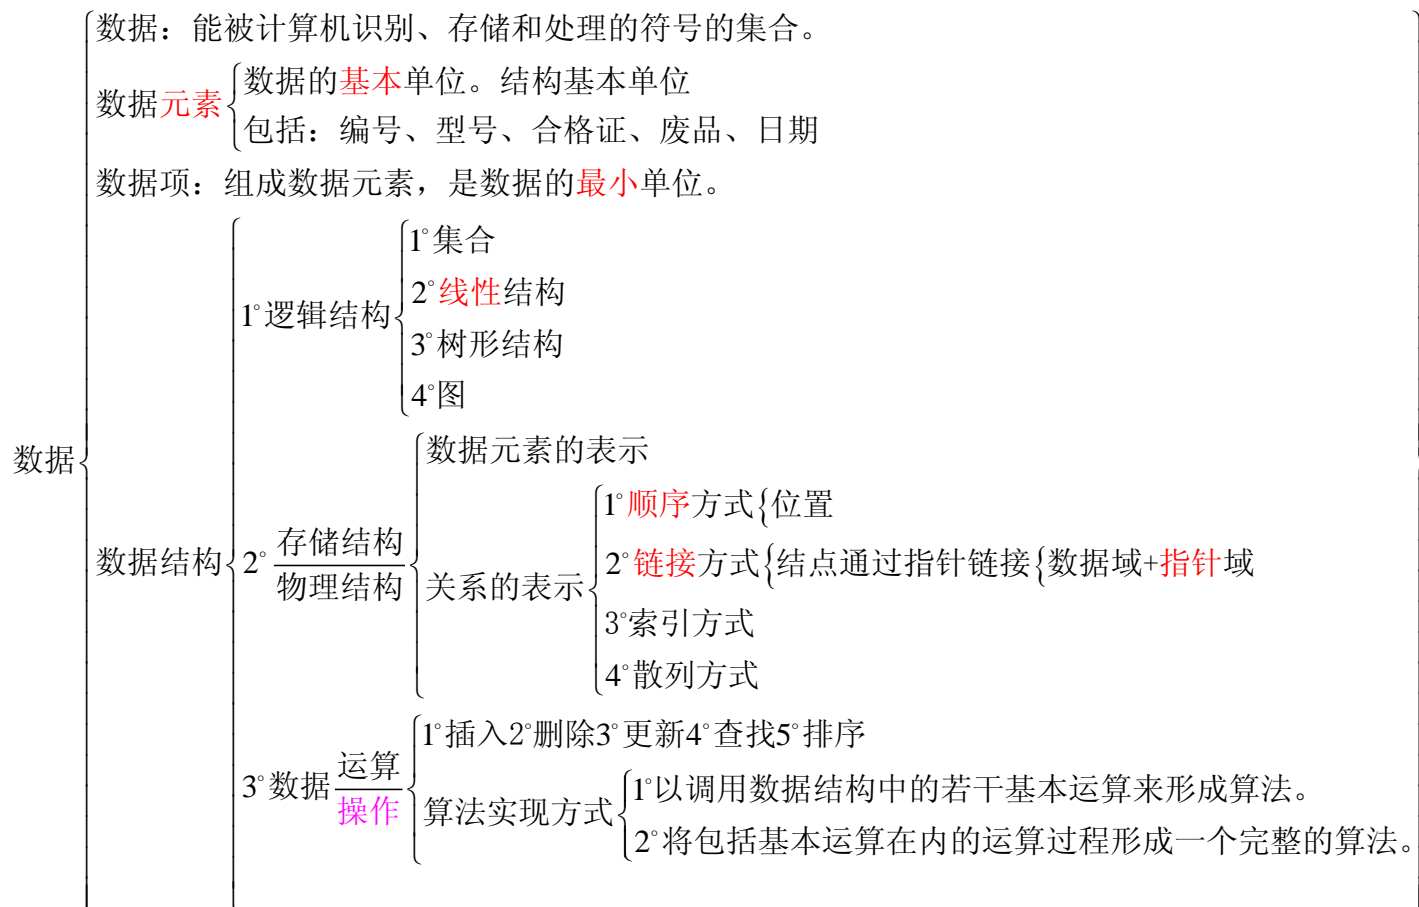 数据：能被计算机识别、存储和处理的符号的集合。
数据元素
数据的基本单位。结构基本单位
包括：编号、型号、合格证、废品、日期
数据项：组成数据元素，是数据的最小单位。
1°逻辑结构
1°集合
2°线性结构
3°树形结构
4°图
数据
数据结构
2°存储结构
物理结构
数据元素的表示
关系的表示
1°顺序方式{位置
2°链接方式{结点通过指针链接{数据域+指针域
3°索引方式
4°散列方式
3°数据运算
操作
1°插入2°删除3°更新4°查找5°排序
算法实现方式
1°以调用数据结构中的若干基本运算来形成算法。
2°将包括基本运算在内的运算过程形成一个完整的算法。